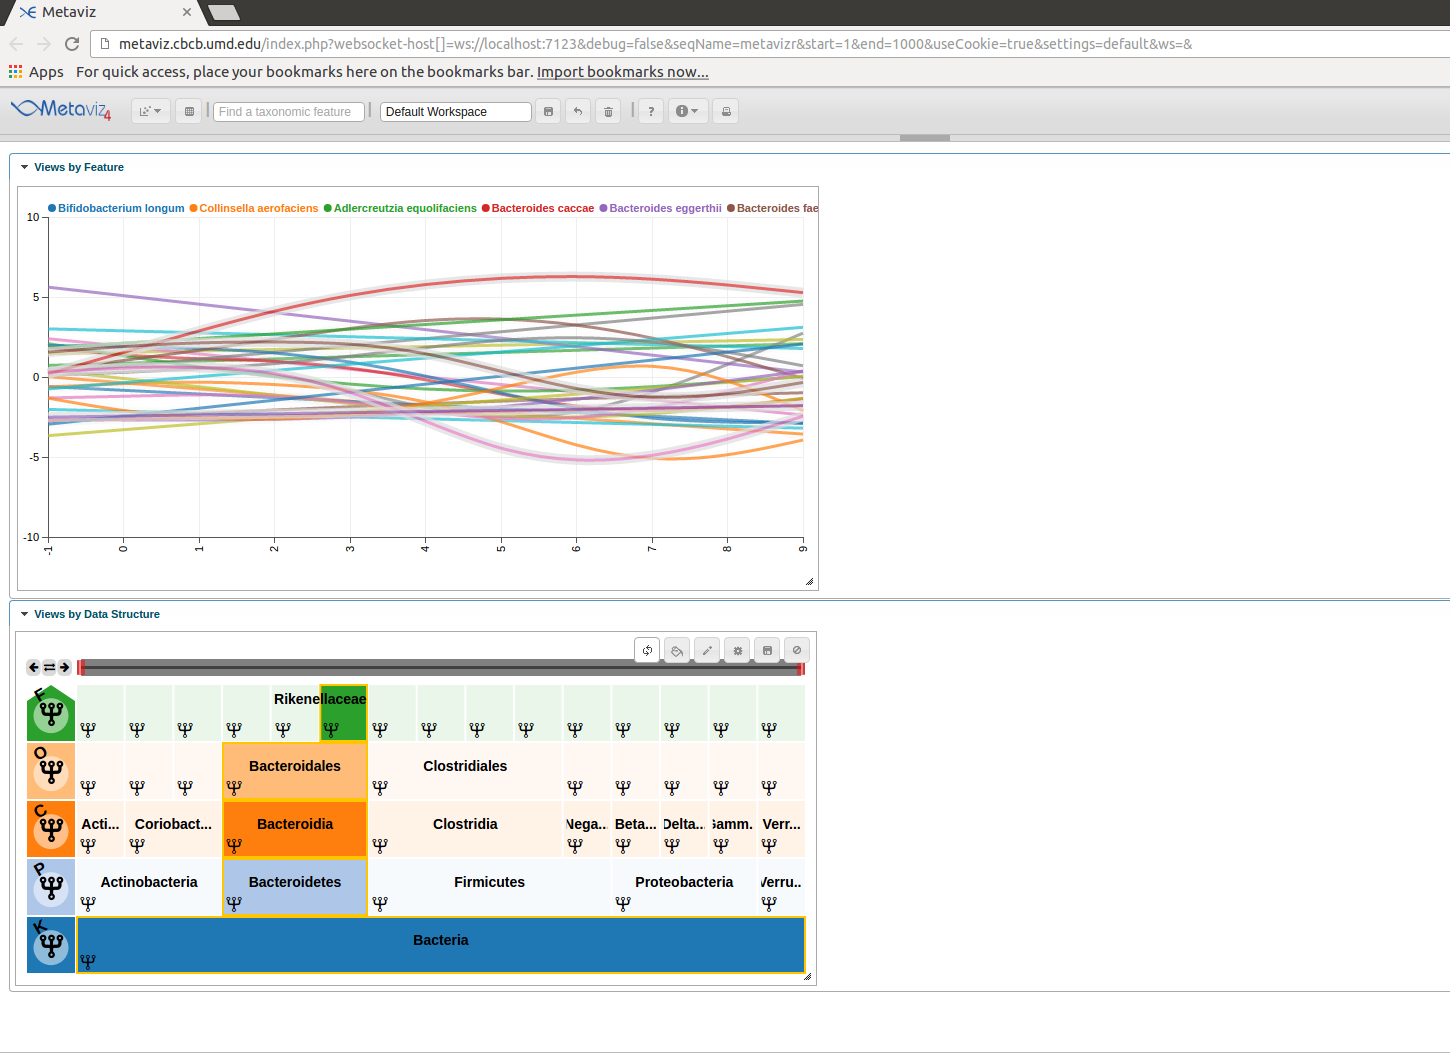 Metaviz
metaviz.cbcb.umd.edu/index.php?websocket-host[]=ws://localhost:7123&debug=false&seqName=metavizr&start=1&end=1000&useCookie=true&settings=default&ws=&
Apps For quick access, place your bookmarks here on the bookmarks bar. Import bookmarks now...
Metaviz 4 Find a taxonomic feature Default Workspace ?
Views by Feature
Bifidobacterium longum Collinsella aerofaciens Adlercreutzia equolifaciens Bacteroides caccae Bacteroides eggerthii Bacteroides fae
10
5
0
-5
-10
-1 0 1 2 3 4 5 6 7 8 9
Views by Data Structure
F Rikenellaceae
O Bacteroidales Clostridiales
C Acti... Coriobact... Bacteroidia Clostridia Nega... Beta... Delta... Gamm. Verr...
P Actinobacteria Bacteroidetes Firmicutes Proteobacteria Verru..
K Bacteria